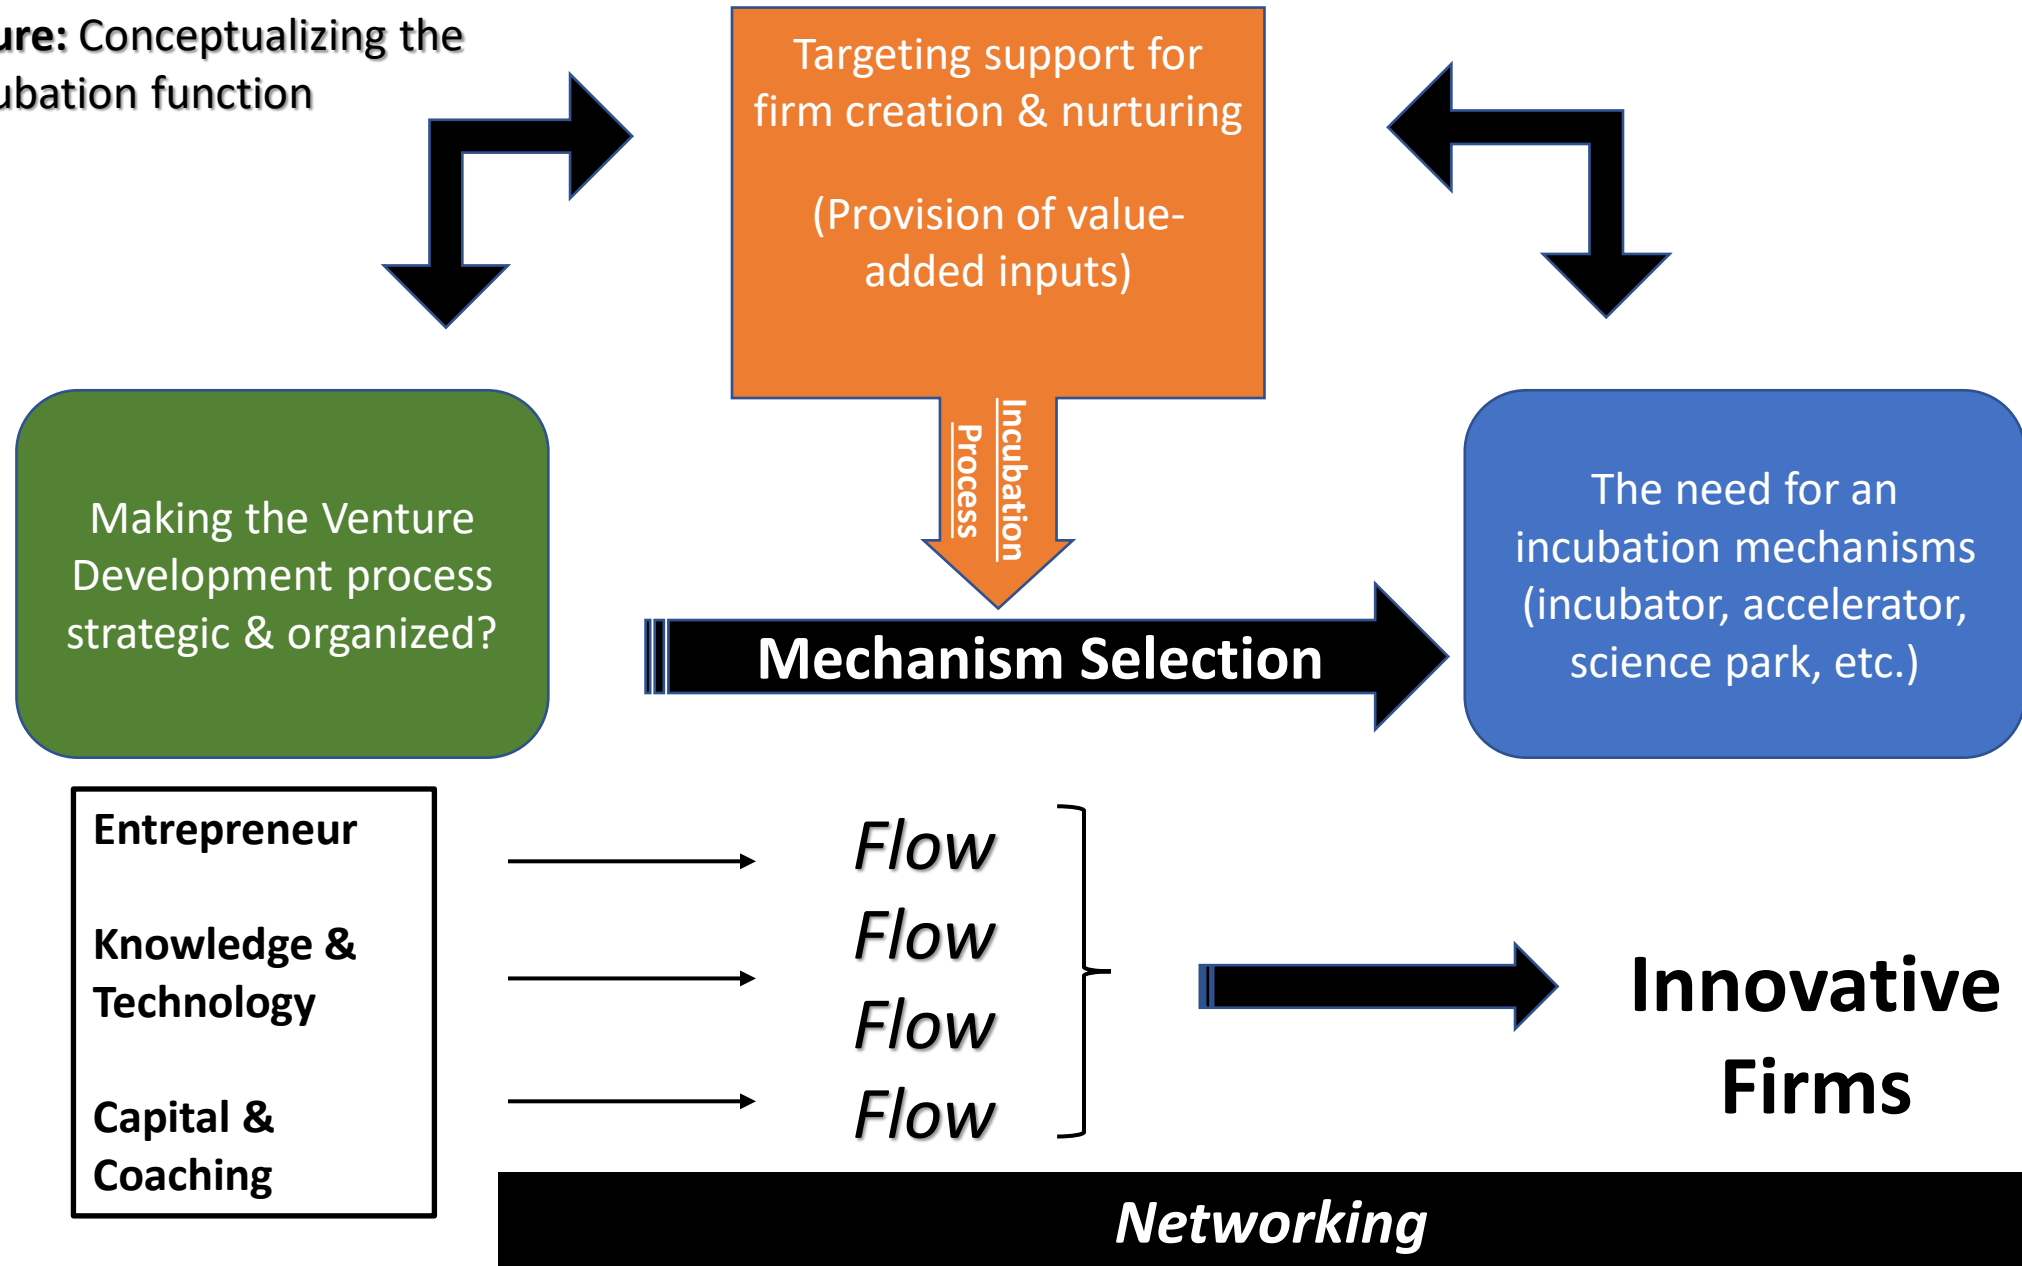 ure: Conceptualizing the
ubation function
Targeting support for
firm creation & nurturing
(Provision of value-
added inputs)
Incubation
Process
Making the Venture
Development process
strategic & organized?
The need for an
incubation mechanisms
(incubator, accelerator,
science park, etc.)
Mechanism Selection
Entrepreneur
Knowledge &
Technology
Capital &
Coaching
Flow
Flow
Flow
Flow
Innovative
Firms
Networking